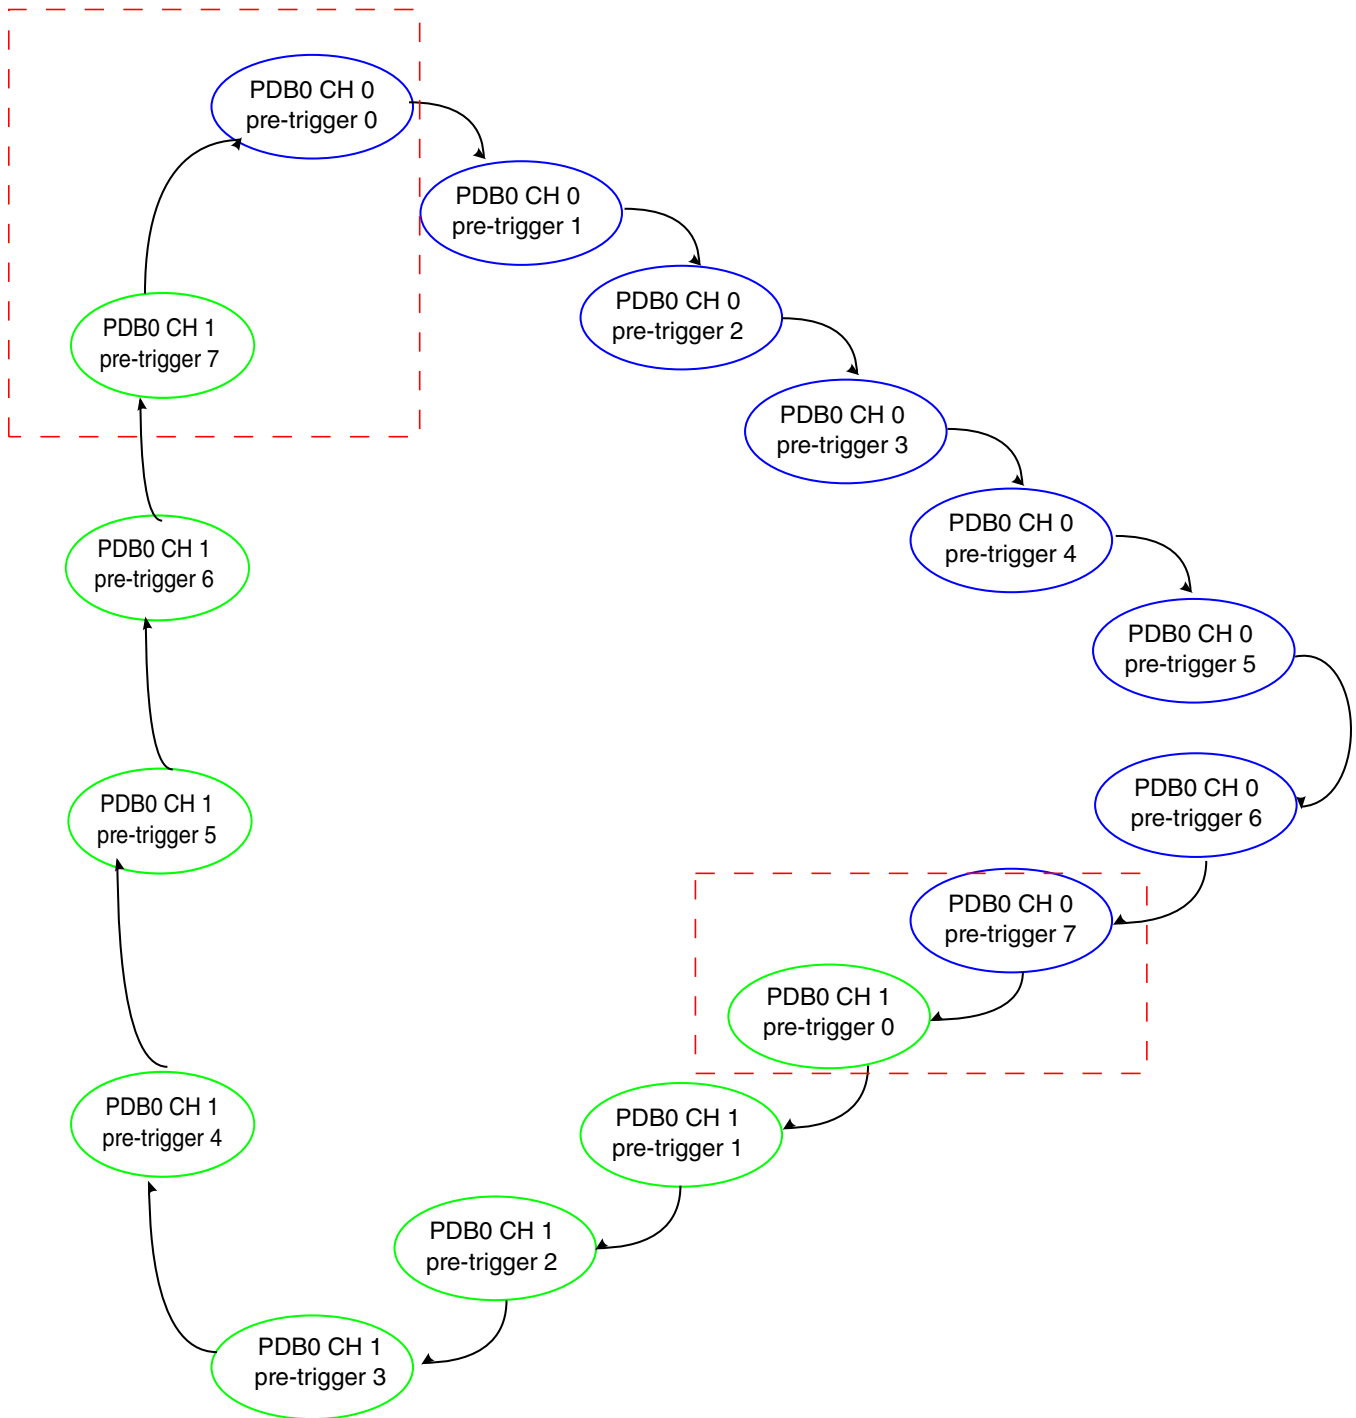 PDB0 CH 0
pre-trigger 0
PDB0 CH 0
pre-trigger 1
PDB0 CH 0
pre-trigger 2
PDB0 CH 0
pre-trigger 3
PDB0 CH 0
pre-trigger 4
PDB0 CH 0
pre-trigger 5
PDB0 CH 0
pre-trigger 6
PDB0 CH 0
pre-trigger 7
PDB0 CH 1
pre-trigger 0
PDB0 CH 1
pre-trigger 1
PDB0 CH 1
pre-trigger 2
PDB0 CH 1
pre-trigger 3
PDB0 CH 1
pre-trigger 4
PDB0 CH 1
pre-trigger 5
PDB0 CH 1
pre-trigger 6
PDB0 CH 1
pre-trigger 7